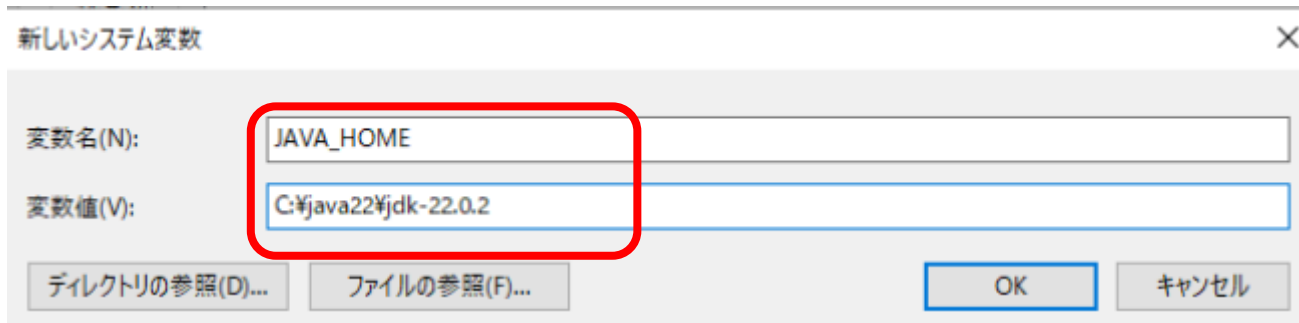 新しいシステム変数
変数名(N):
JAVA_HOME
変数値(V):
C:¥java22¥jdk-22.0.2
ディレクトリの参照(D)...
ファイルの参照(F)...
OK
キャンセル